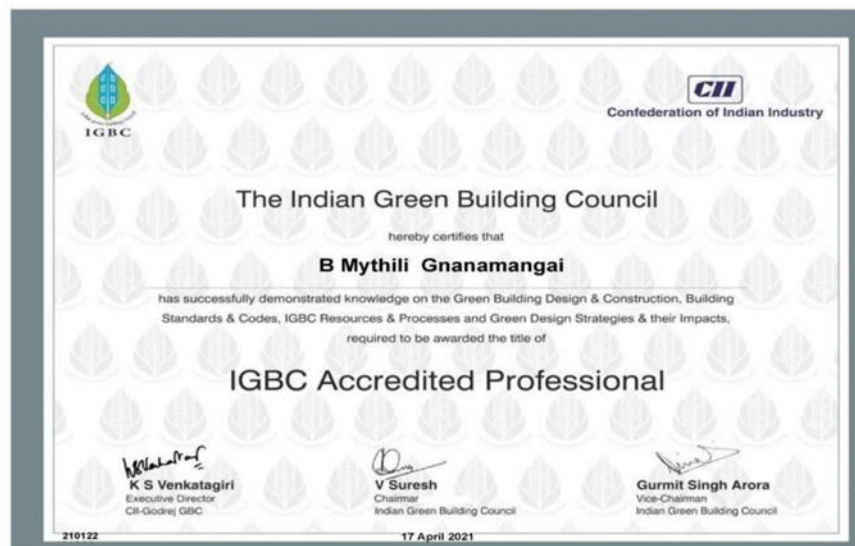 IGBC
CII
Confederation of Indian Industry
The Indian Green Building Council
hereby certifies that
B Mythili Gnanamangai
has successfully demonstrated knowledge on the Green Building Design & Construction, Building
Standards & Codes, IGBC Resources & Processes and Green Design Strategies & their Impacts,
required to be awarded the title of
IGBC Accredited Professional
K S Venkatagiri
Executive Director
CII-Godrej GBC
V Suresh
Chairman
Indian Green Building Council
Gurmit Singh Arora
Vice-Chairman
Indian Green Building Council
210122
17 April 2021